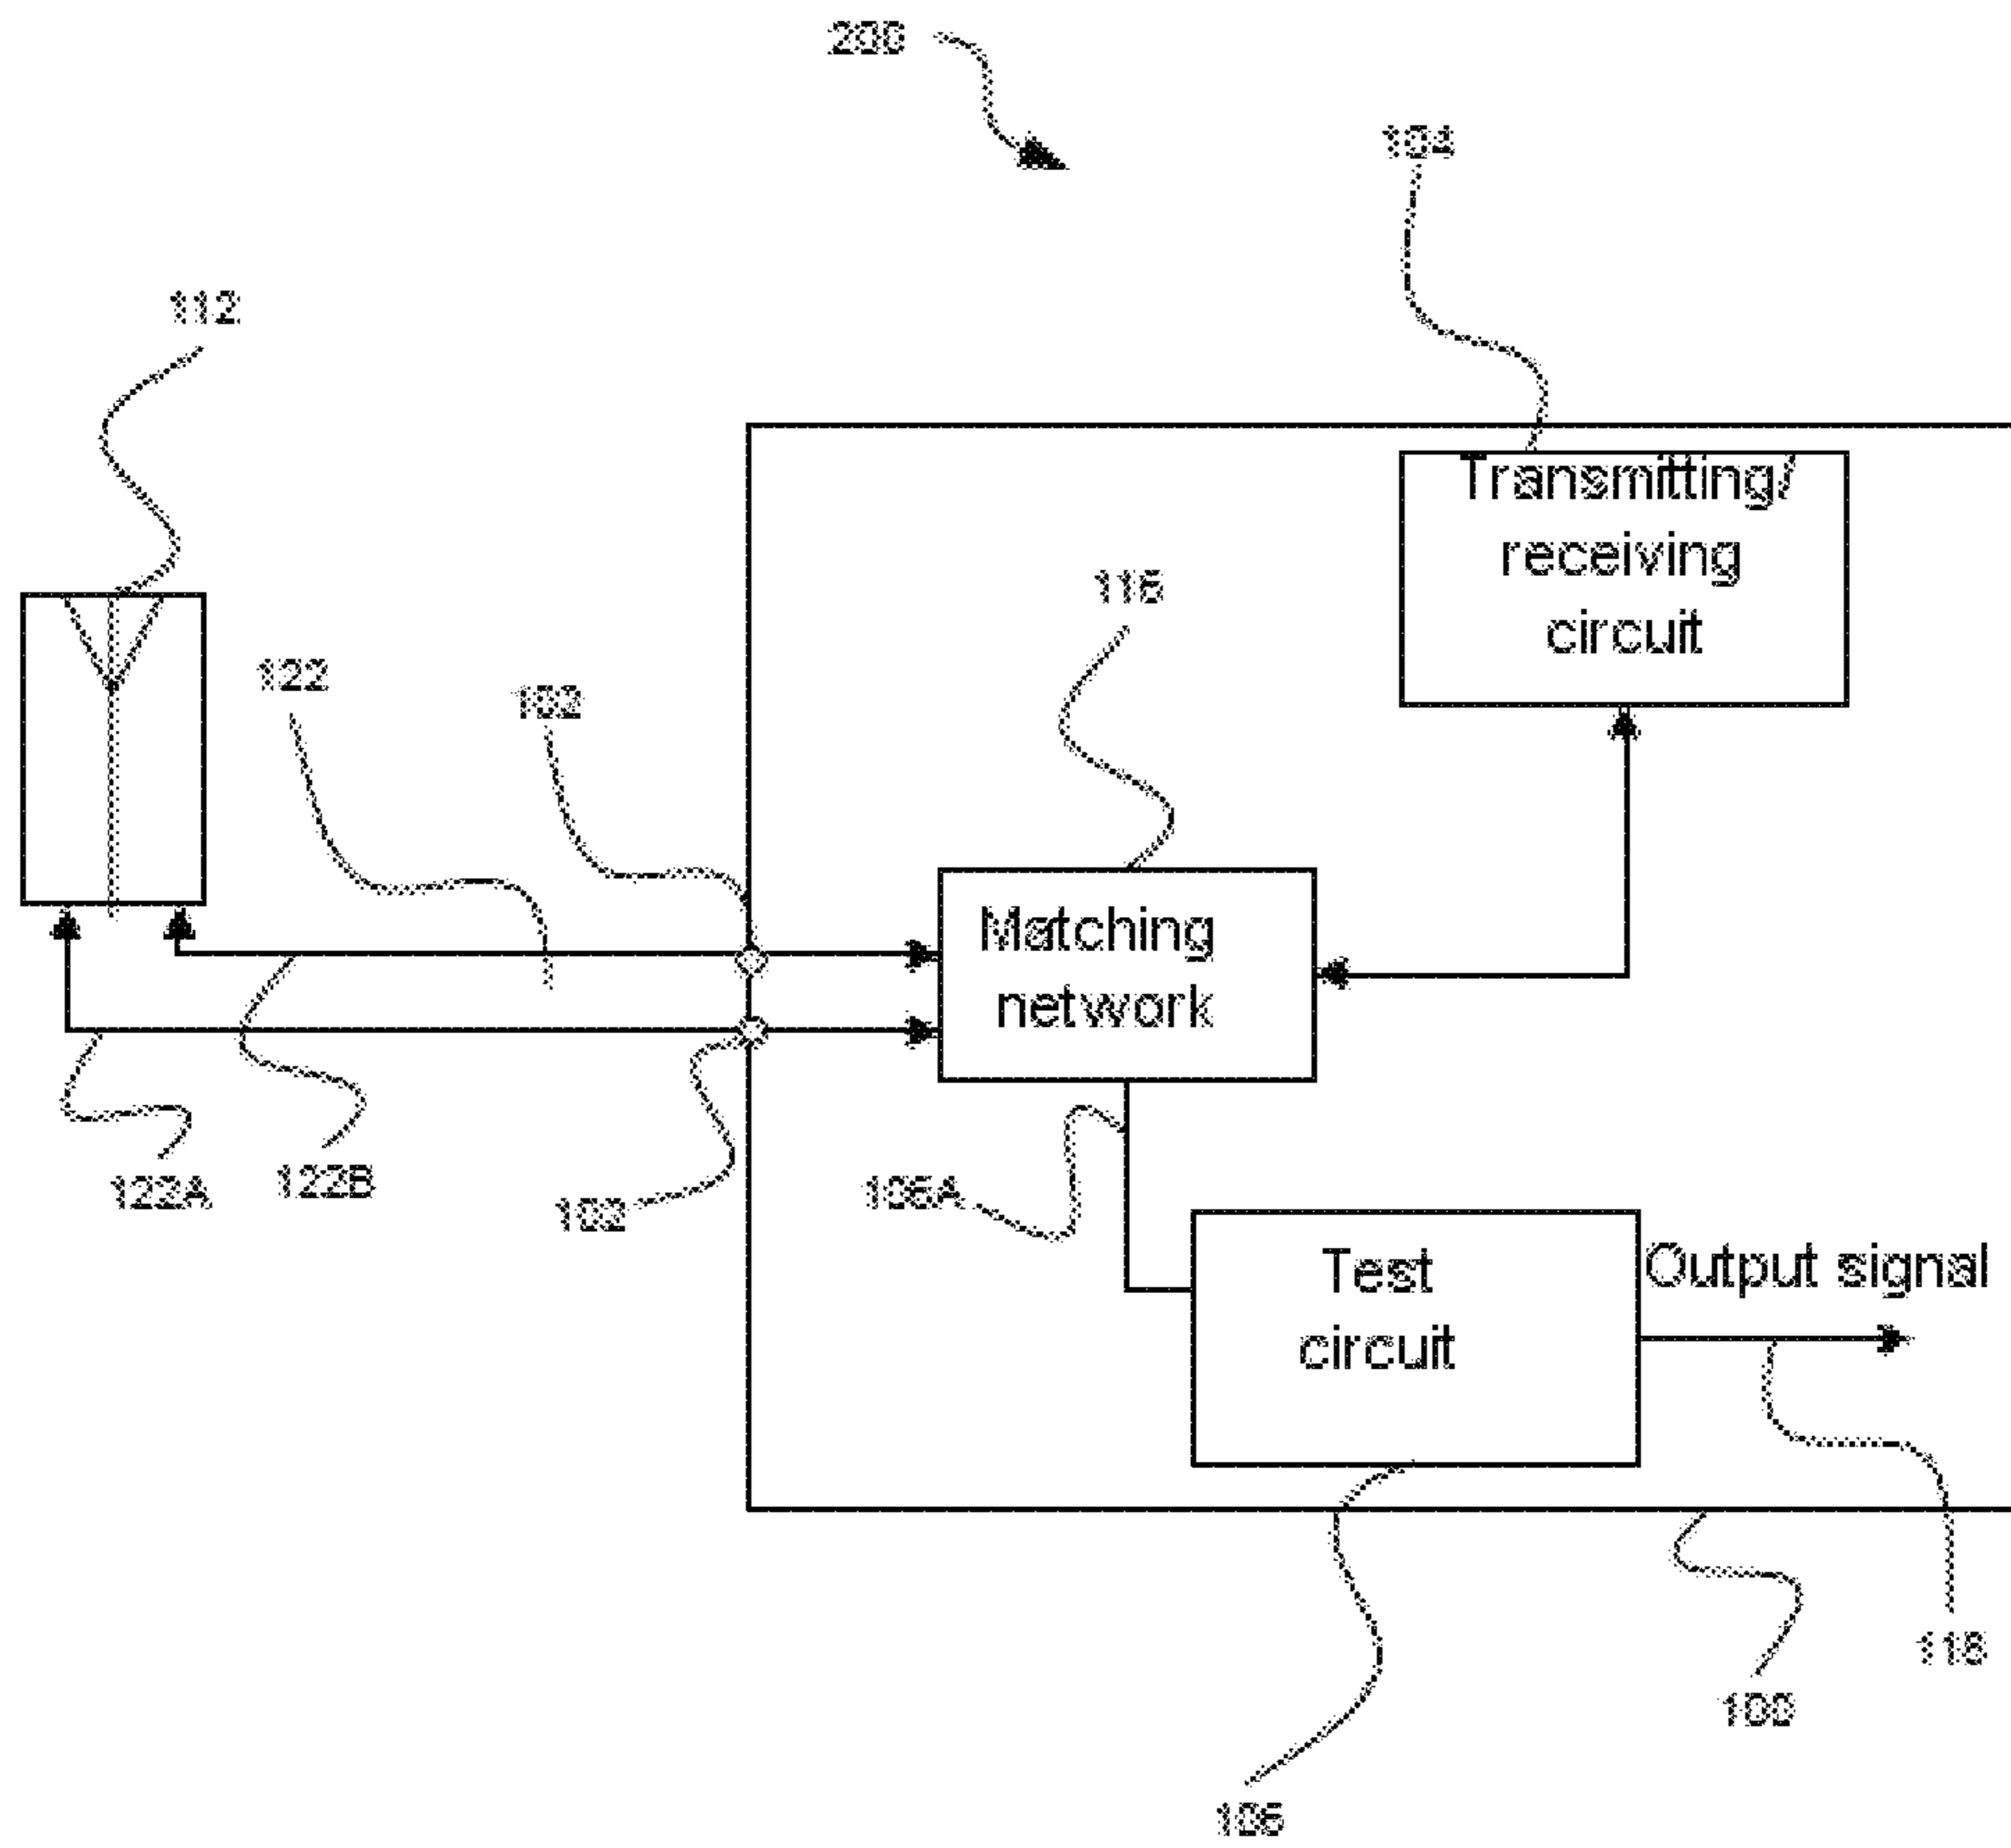 200
104
112
Transmitting/
receiving
circuit
116
122
102
Matching
network
122A
122B
102
106A
Test
circuit
Output signal
118
100
106